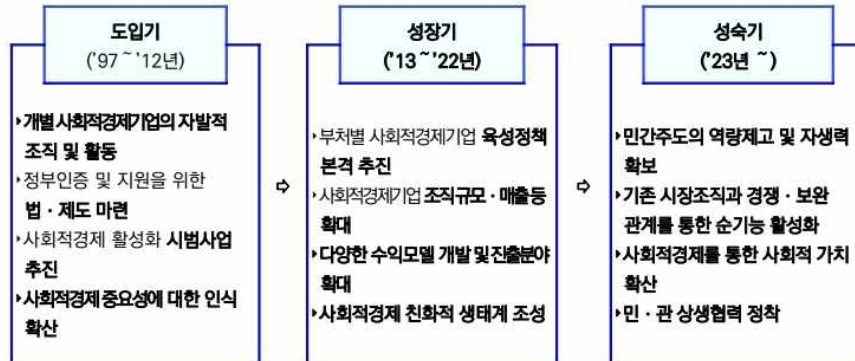 도입기
('97~'12년)
▸개별 사회적경제기업의 자발적
조직 및 활동
▸정부인증 및 지원을 위한
법·제도 마련
▸사회적경제 활성화 시범사업
추진
▸사회적경제 중요성에 대한 인식
확산
⇨
성장기
('13~'22년)
▸부처별 사회적경제기업 육성정책
본격 추진
▸사회적경제기업 조직규모·매출등
확대
▸다양한 수익모델 개발 및 진출분야
확대
▸사회적경제 친화적 생태계 조성
⇨
성숙기
('23년 ~)
▸민간주도의 역량제고 및 자생력
확보
▸기존 시장조직과 경쟁·보완
관계를 통한 순기능 활성화
▸사회적경제를 통한 사회적 가치
확산
▸민·관 상생협력 정착